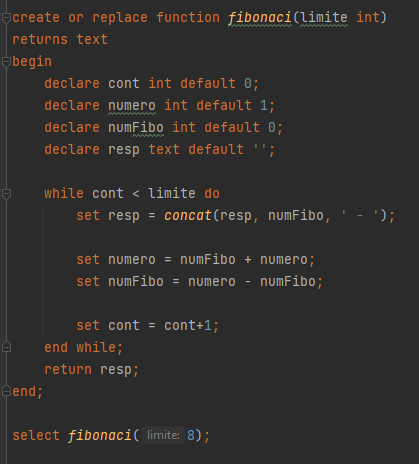 create or replace function fibonaci(limite int)
returns text
begin
    declare cont int default 0;
    declare numero int default 1;
    declare numFibo int default 0;
    declare resp text default '';

    while cont < limite do
        set resp = concat(resp, numFibo, ' - ');

        set numero = numFibo + numero;
        set numFibo = numero - numFibo;

        set cont = cont+1;
    end while;
    return resp;
end;

select fibonaci( limite: 8);